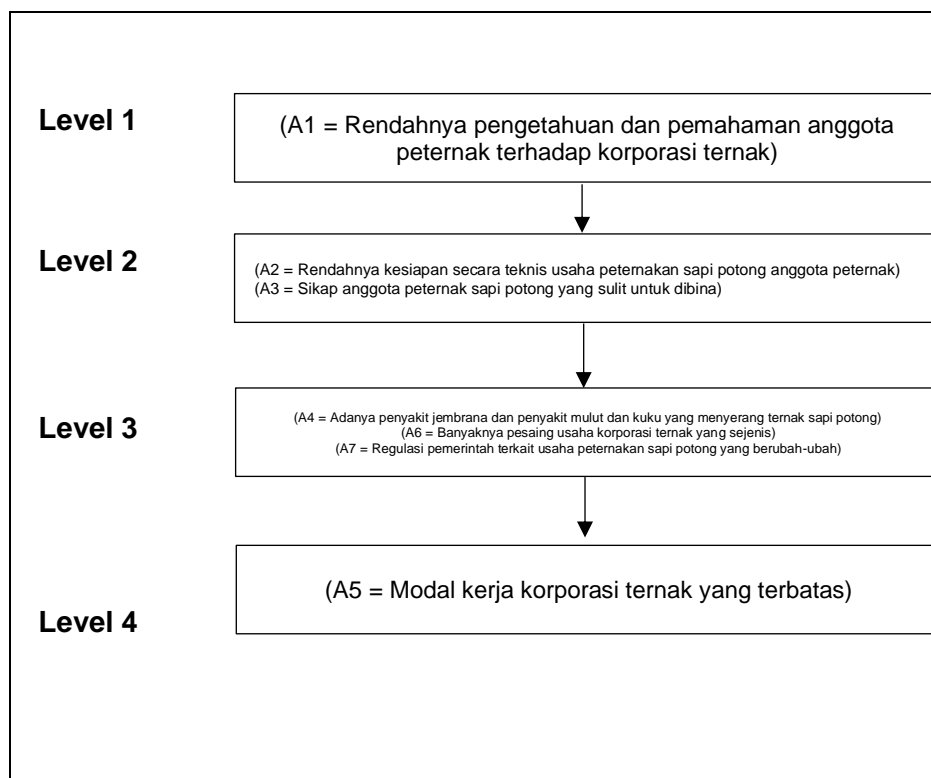 Level 1
(A1 = Rendahnya pengetahuan dan pemahaman anggota
peternak terhadap korporasi ternak)
Level 2
(A2 = Rendahnya kesiapan secara teknis usaha peternakan sapi potong anggota peternak)
(A3 = Sikap anggota peternak sapi potong yang sulit untuk dibina)
Level 3
(A4 = Adanya penyakit jembrana dan penyakit mulut dan kuku yang menyerang ternak sapi potong)
(A6 = Banyaknya pesaing usaha korporasi ternak yang sejenis)
(A7 = Regulasi pemerintah terkait usaha peternakan sapi potong yang berubah-ubah)
Level 4
(A5 = Modal kerja korporasi ternak yang terbatas)